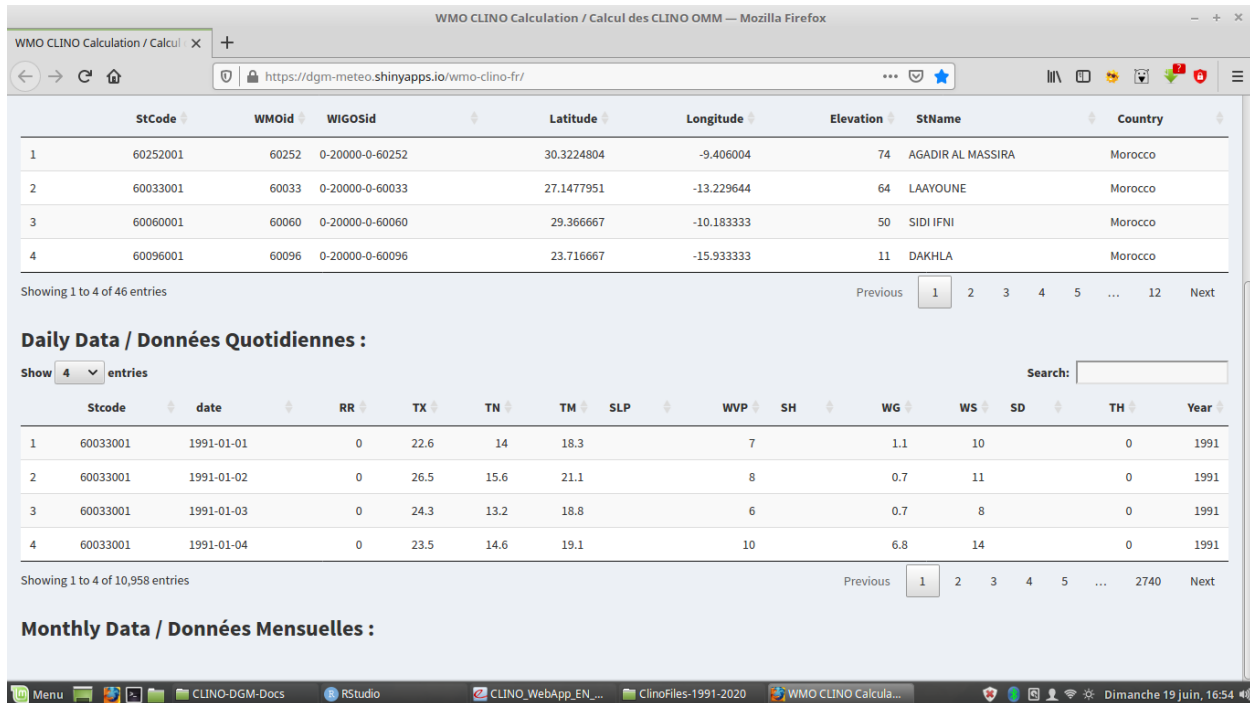 WMO CLINO Calculation / Calcul des CLINO OMM — Mozilla Firefox
WMO CLINO Calculation / Calcul
https://dgm-meteo.shinyapps.io/wmo-clino-fr/
StCode WMOid WIGOSid Latitude Longitude Elevation StName Country
1 60252001 60252 0-20000-0-60252 30.3224804 -9.406004 74 AGADIR AL MASSIRA Morocco
2 60033001 60033 0-20000-0-60033 27.1477951 -13.229644 64 LAAYOUNE Morocco
3 60060001 60060 0-20000-0-60060 29.366667 -10.183333 50 SIDI IFNI Morocco
4 60096001 60096 0-20000-0-60096 23.716667 -15.933333 11 DAKHLA Morocco
Showing 1 to 4 of 46 entries Previous 1 2 3 4 5 … 12 Next
Daily Data / Données Quotidiennes :
Show 4 entries Search:
Stcode date RR TX TN TM SLP WVP SH WG WS SD TH Year
1 60033001 1991-01-01 0 22.6 14 18.3 7 1.1 10 0 1991
2 60033001 1991-01-02 0 26.5 15.6 21.1 8 0.7 11 0 1991
3 60033001 1991-01-03 0 24.3 13.2 18.8 6 0.7 8 0 1991
4 60033001 1991-01-04 0 23.5 14.6 19.1 10 6.8 14 0 1991
Showing 1 to 4 of 10,958 entries Previous 1 2 3 4 5 … 2740 Next
Monthly Data / Données Mensuelles :
Menu CLINO-DGM-Docs RStudio CLINO_WebApp_EN_... ClinoFiles-1991-2020 WMO CLINO Calcula... Dimanche 19 juin, 16:54